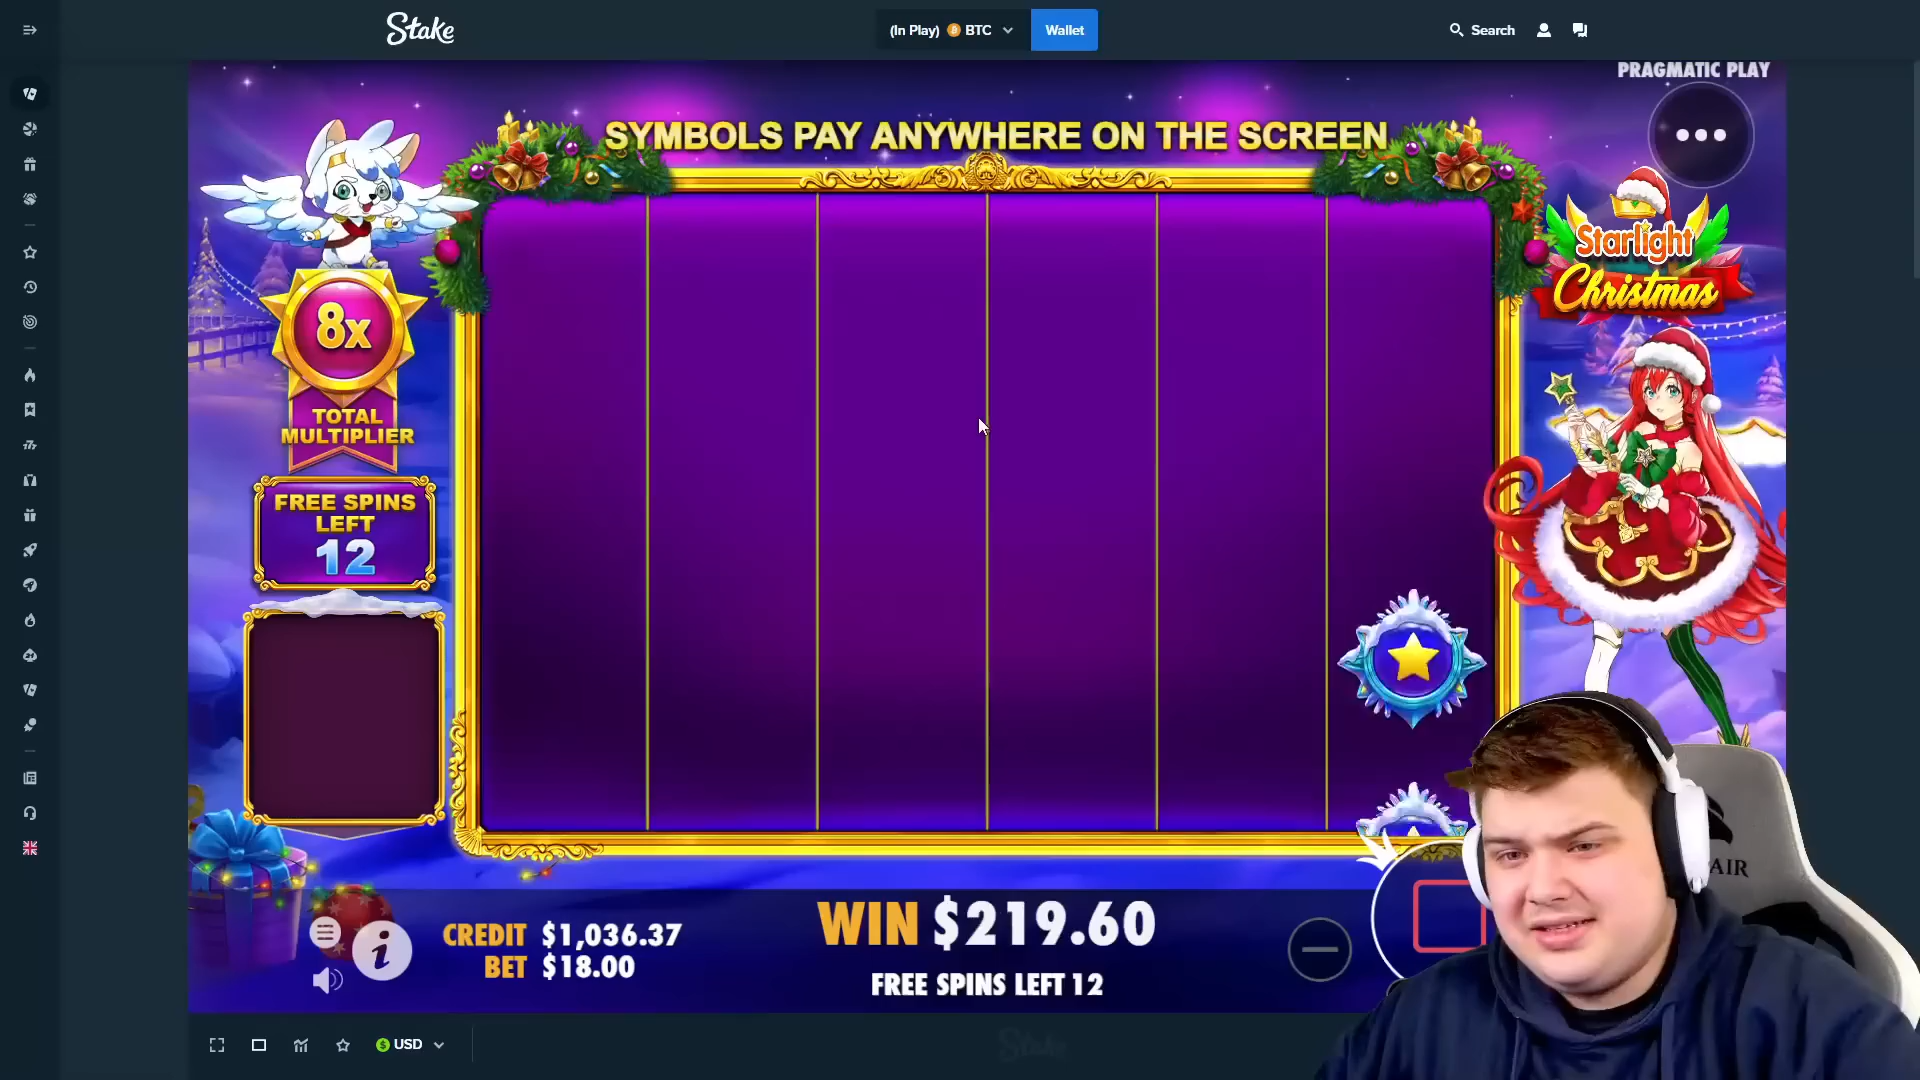 Stake
(In Play) BTC
Wallet
Search
PRAGMATIC PLAY
SYMBOLS PAY ANYWHERE ON THE SCREEN
Starlight
Christmas
8x
TOTAL
MULTIPLIER
FREE SPINS
LEFT
12
CREDIT $1,036.37
BET $18.00
WIN $219.60
FREE SPINS LEFT 12
AIR
USD
Stake